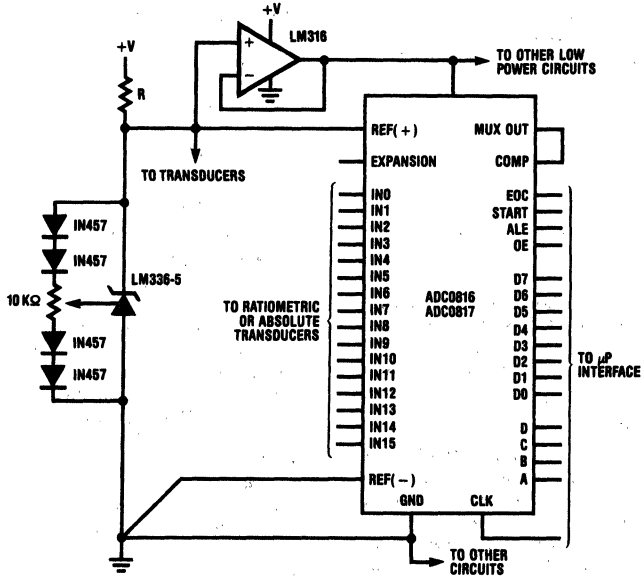 +V
LM316
+
−
+V
R
TO OTHER LOW
POWER CIRCUITS
TO TRANSDUCERS
REF(+)
MUX OUT
EXPANSION
COMP
IN0
IN1
IN2
IN3
IN4
IN5
IN6
IN7
IN8
IN9
IN10
IN11
IN12
IN13
IN14
IN15
EOC
START
ALE
OE
D7
D6
D5
D4
D3
D2
D1
D0
D
C
B
A
ADC0816
ADC0817
IN457
IN457
LM336-5
10 KΩ
IN457
IN457
TO RATIOMETRIC
OR ABSOLUTE
TRANSDUCERS
TO µP
INTERFACE
REF(−)
GND
CLK
TO OTHER
CIRCUITS